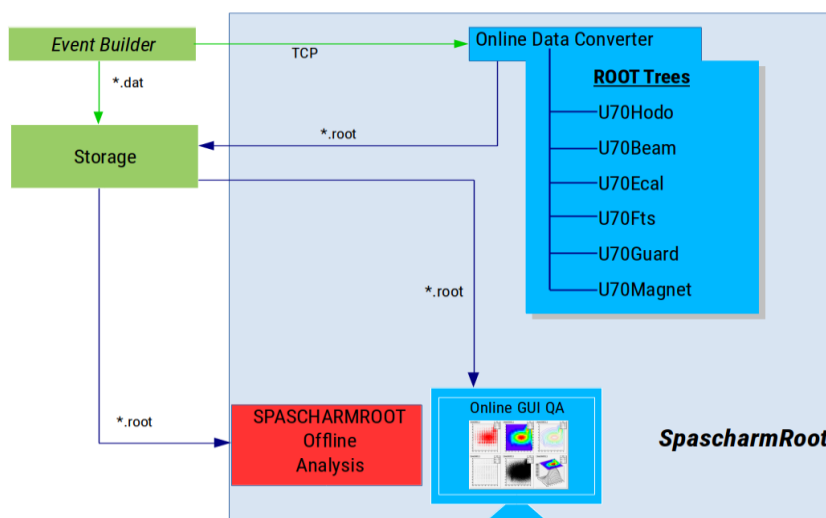 Event Builder
TCP
Online Data Converter
*.dat
ROOT Trees
U70Hodo
U70Beam
U70Ecal
U70Fts
U70Guard
U70Magnet
*.root
Storage
*.root
*.root
SPASCHARMROOT
Offline
Analysis
Online GUI QA
SpascharmRoot